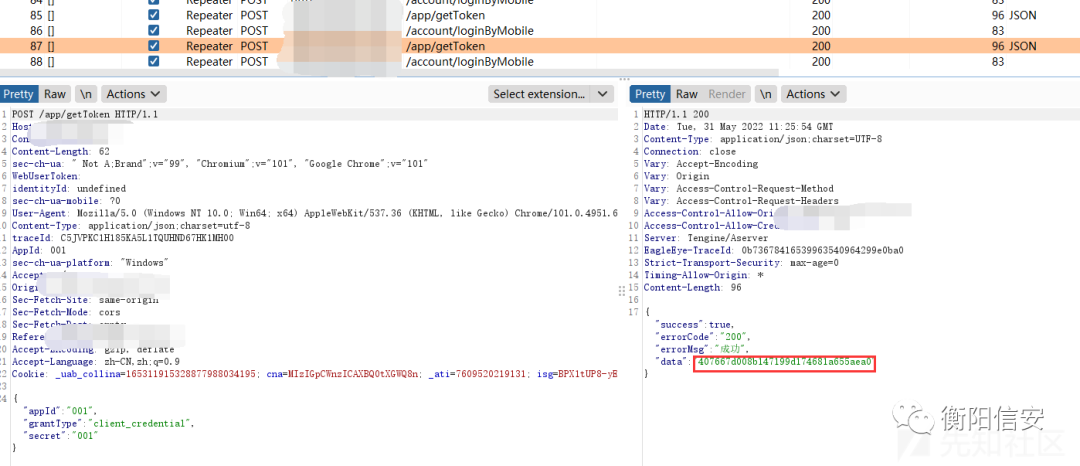 84 [] Repeater POST /account/loginByMobile 200 83
85 [] Repeater POST /app/getToken 200 96 JSON
86 [] Repeater POST /account/loginByMobile 200 83
87 [] Repeater POST /app/getToken 200 96 JSON
88 [] Repeater POST /account/loginByMobile 200 83
Pretty Raw \n Actions Select extension...
1 POST /app/getToken HTTP/1.1
2 Host
3 Con
4 Content-Length: 62
5 sec-ch-ua: " Not A;Brand";v="99", "Chromium";v="101", "Google Chrome";v="101"
6 WebUserToken:
7 identityId: undefined
8 sec-ch-ua-mobile: ?0
9 User-Agent: Mozilla/5.0 (Windows NT 10.0; Win64; x64) AppleWebKit/537.36 (KHTML, like Gecko) Chrome/101.0.4951.6
10 Content-Type: application/json;charset=utf-8
11 traceId: C5JVPKC1H185KA5L1TQUHND67HK1MH00
12 AppId: 001
13 sec-ch-ua-platform: "Windows"
14 Accept
15 Origi
16 Sec-Fetch-Site: same-origin
17 Sec-Fetch-Mode: cors
18 Sec-Fetch-Dest: empty
19 Refere
20 Accept-Encoding: gzip, deflate
21 Accept-Language: zh-CN,zh;q=0.9
22 Cookie: _uab_collina=165311915328877988034195; cna=MIzIGpCWnzICAXBQ0tXGWQ8n; _ati=7609520219131; isg=BPX1tUP8-yE
23
24 {
"appId":"001",
"grantType":"client_credential",
"secret":"001"
}
Pretty Raw Render \n Actions
1 HTTP/1.1 200
2 Date: Tue, 31 May 2022 11:25:54 GMT
3 Content-Type: application/json;charset=UTF-8
4 Connection: close
5 Vary: Accept-Encoding
6 Vary: Origin
7 Vary: Access-Control-Request-Method
8 Vary: Access-Control-Request-Headers
9 Access-Control-Allow-Ori
10 Access-Control-Allow-Cred
11 Server: Tengine/Aserver
12 EagleEye-TraceId: 0b73678416539963540964299e0ba0
13 Strict-Transport-Security: max-age=0
14 Timing-Allow-Origin: *
15 Content-Length: 96
16
17 {
"success":true,
"errorCode":"200",
"errorMsg":"成功",
"data":"407667d008b147199d174681a655aea0"
}
衡阳信安
先知社区